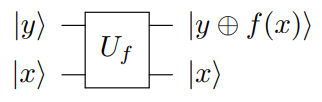 |y⟩ U_f |y ⊕ f(x)⟩
|x⟩ |x⟩